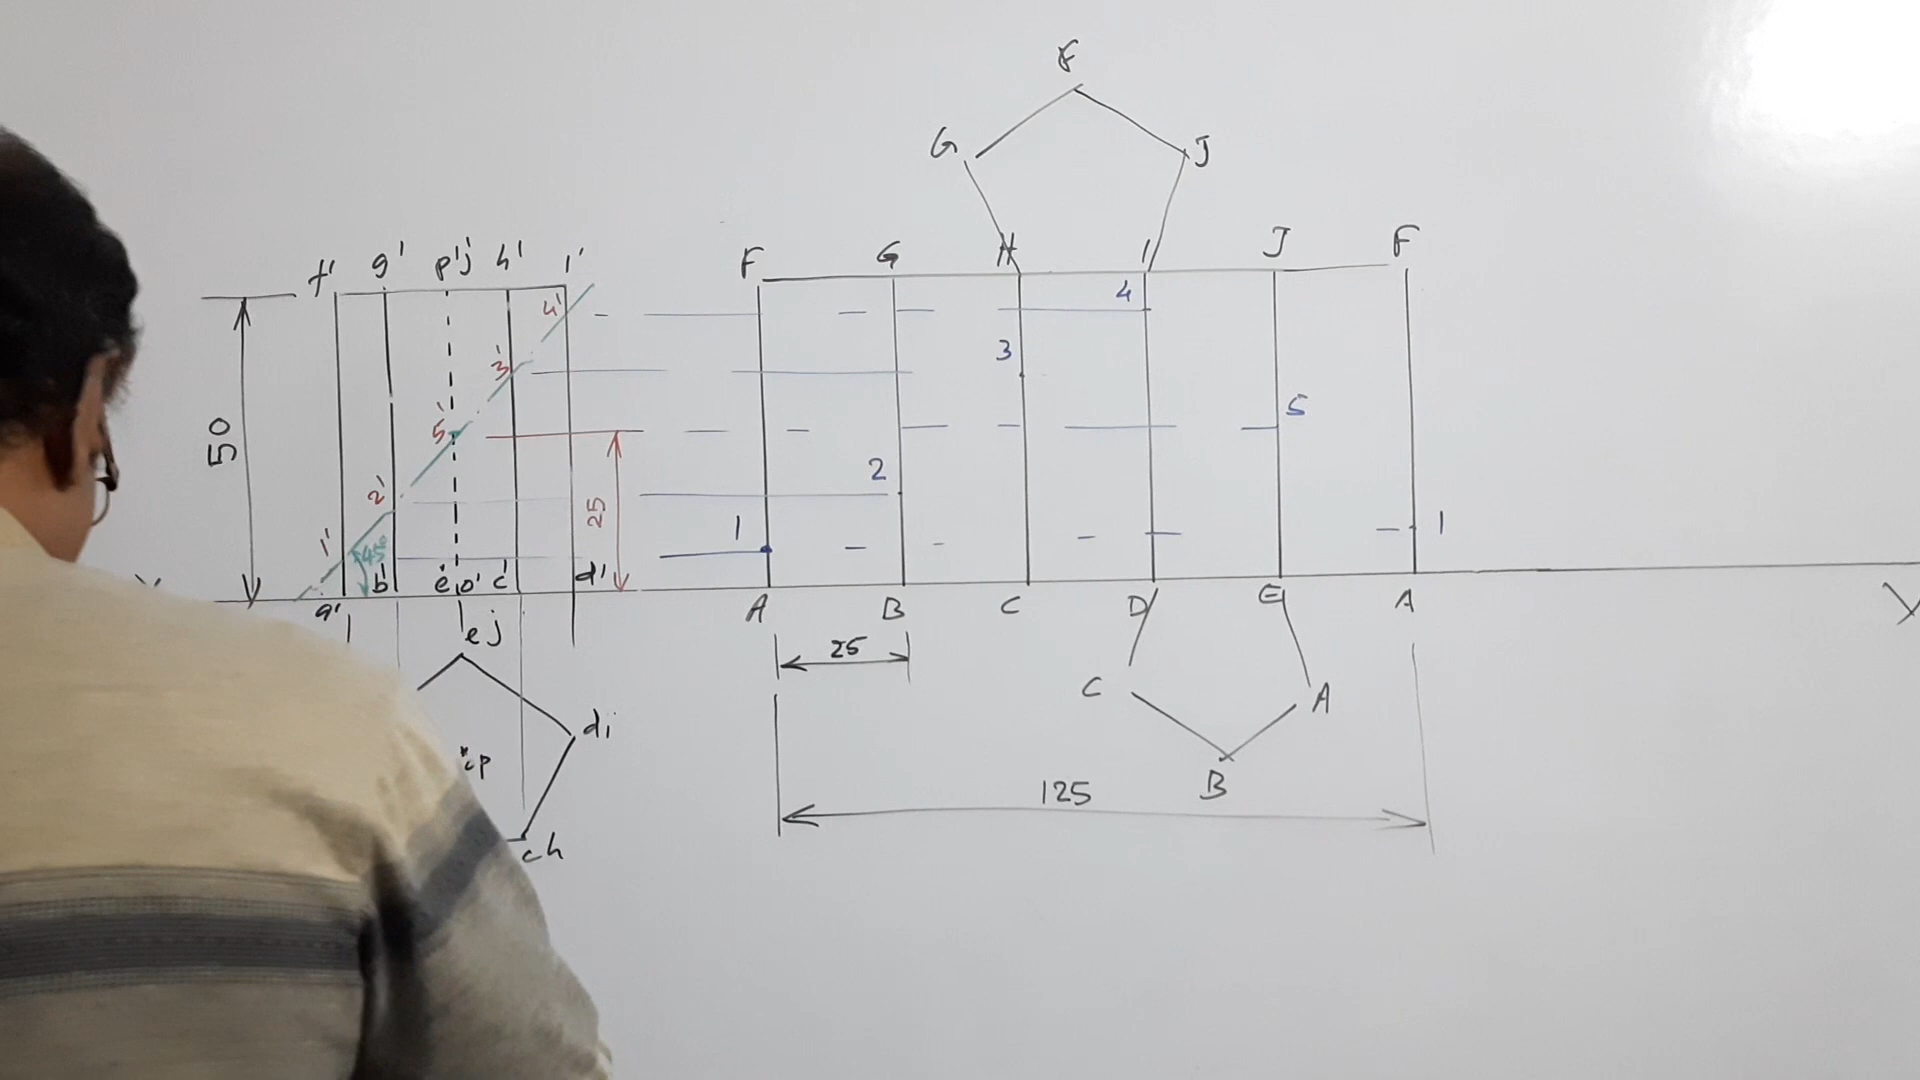 F
G J
f' g' p'j' h' i' F G H I J F
4' 4
3' 3
50 5' 5
2' 25 2
1' 45° 1 1
a' b' e' o' c' d' A B C D E A Y
e j 25
C A
di
cp B
125
ch